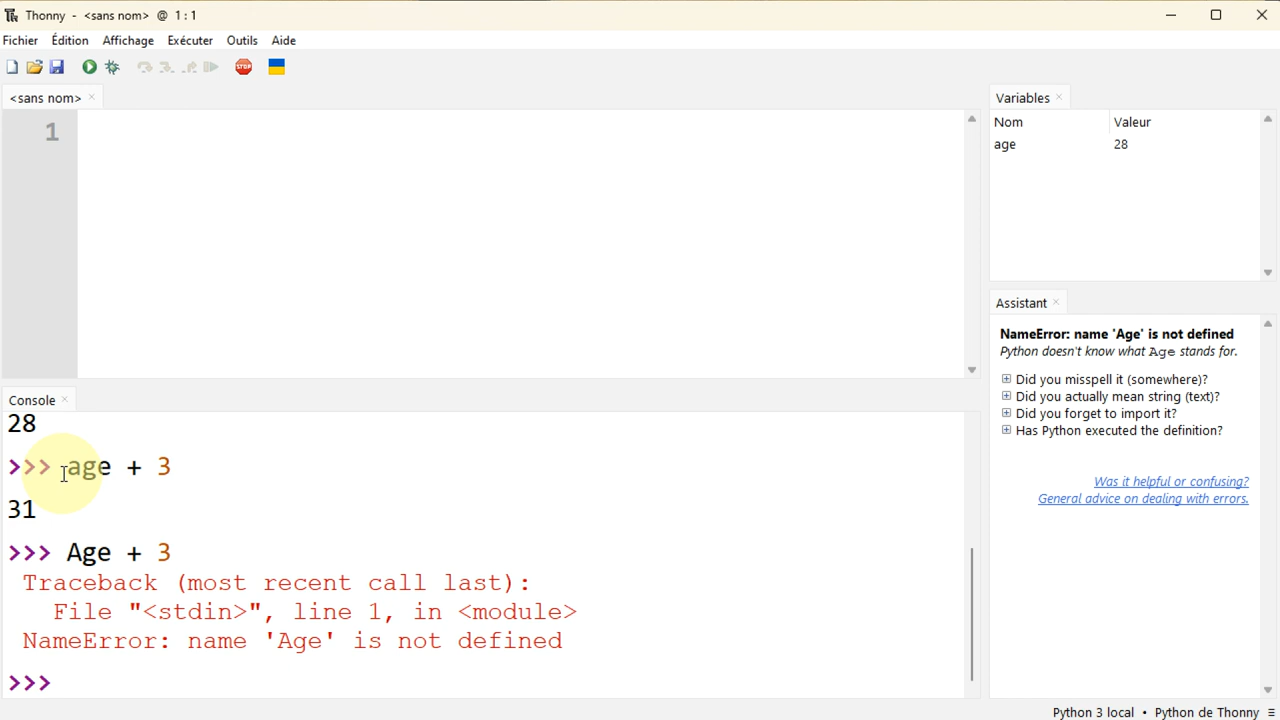 Thonny - <sans nom> @ 1:1
Fichier Édition Affichage Exécuter Outils Aide
STOP
<sans nom> ×
1
Variables ×
Nom Valeur
age 28
Assistant ×
NameError: name 'Age' is not defined
Python doesn't know what Age stands for.
Did you misspell it (somewhere)?
Did you actually mean string (text)?
Did you forget to import it?
Has Python executed the definition?
Was it helpful or confusing?
General advice on dealing with errors.
Console ×
28
>>> age + 3
31
>>> Age + 3
Traceback (most recent call last):
File "<stdin>", line 1, in <module>
NameError: name 'Age' is not defined
>>>
Python 3 local • Python de Thonny ≡